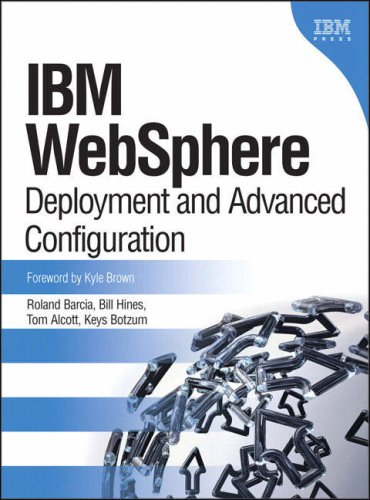 IBM
PRESS
IBM
WebSphere
Deployment and Advanced
Configuration
Foreword by Kyle Brown
Roland Barcia, Bill Hines,
Tom Alcott, Keys Botzum